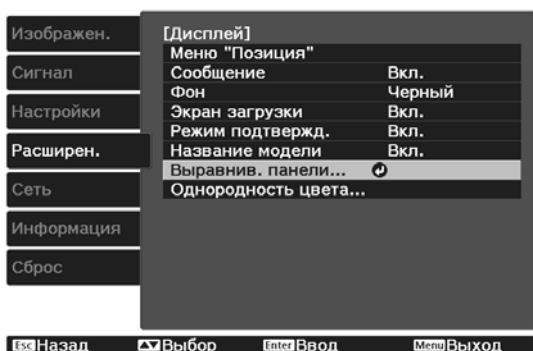 Изображен.
Сигнал
Настройки
Расширен.
Сеть
Информация
Сброс
[Дисплей]
Меню "Позиция"
Сообщение Вкл.
Фон Черный
Экран загрузки Вкл.
Режим подтвержд. Вкл.
Название модели Вкл.
Выравнив. панели...
Однородность цвета...
Esc Назад Выбор Enter Ввод Menu Выход